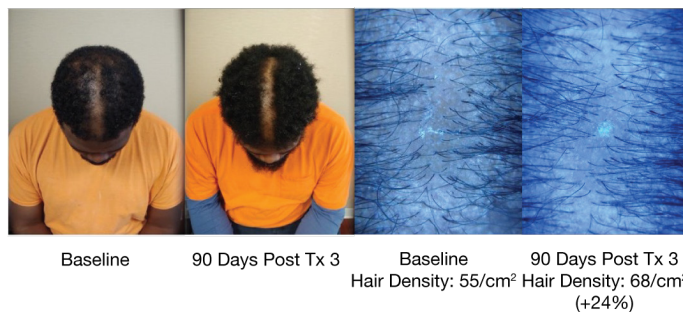 Baseline
90 Days Post Tx 3
Baseline
Hair Density: 55/cm²
90 Days Post Tx 3
Hair Density: 68/cm²
(+24%)